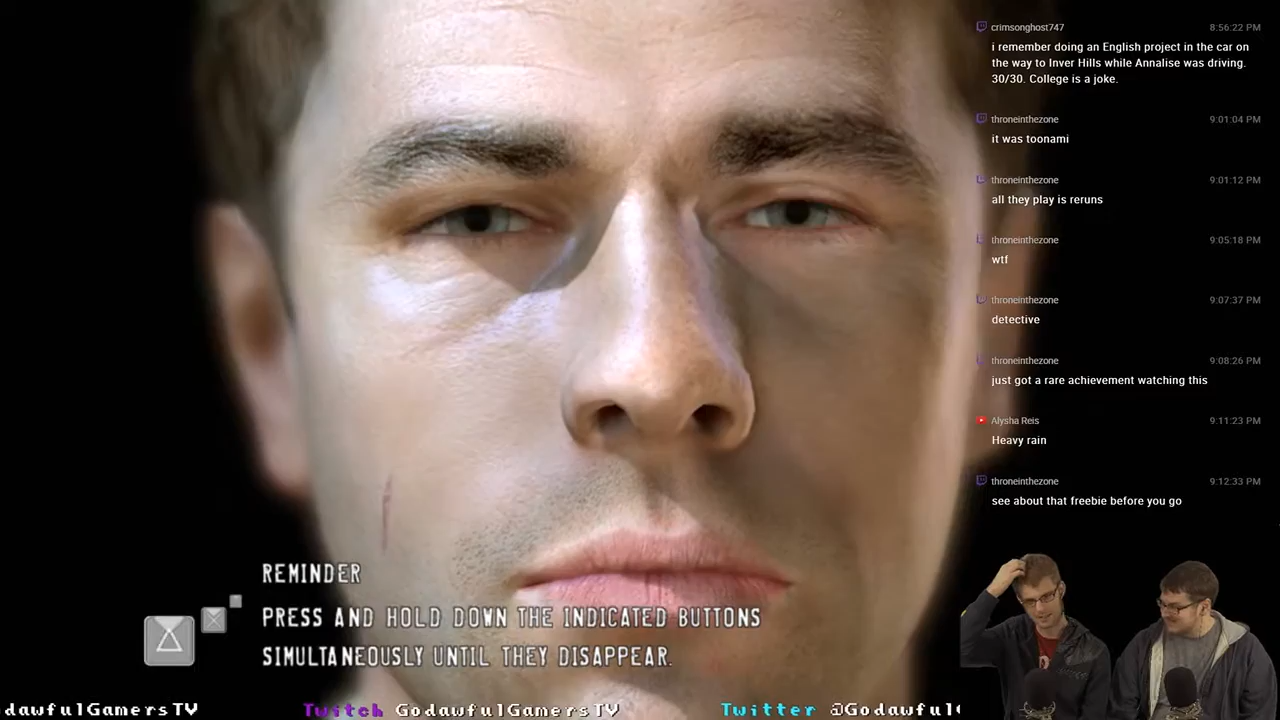 crimsonghost747 8:56:22 PM
i remember doing an English project in the car on
the way to Inver Hills while Annalise was driving.
30/30. College is a joke.
throneinthezone 9:01:04 PM
it was toonami
throneinthezone 9:01:12 PM
all they play is reruns
throneinthezone 9:05:18 PM
wtf
throneinthezone 9:07:37 PM
detective
throneinthezone 9:08:26 PM
just got a rare achievement watching this
Alysha Reis 9:11:23 PM
Heavy rain
throneinthezone 9:12:33 PM
see about that freebie before you go
REMINDER
PRESS AND HOLD DOWN THE INDICATED BUTTONS
SIMULTANEOUSLY UNTIL THEY DISAPPEAR.
dawfulGamersTV Twitch GodawfulGamersTV Twitter @Godawful